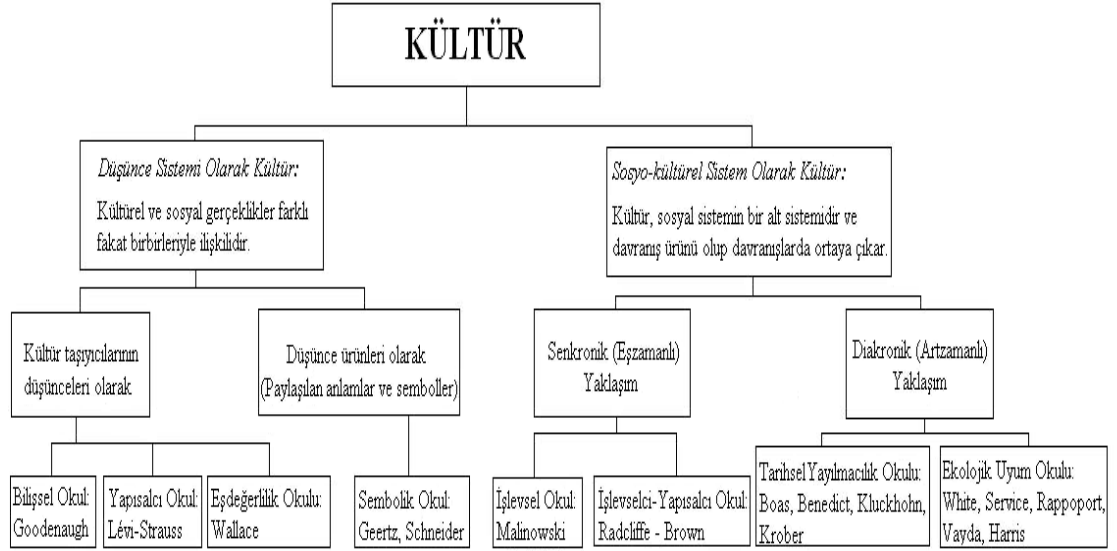 KÜLTÜR
Düşünce Sistemi Olarak Kültür:
Kültürel ve sosyal gerçeklikler farklı
fakat birbirleriyle ilişkilidir.
Sosyo-kültürel Sistem Olarak Kültür:
Kültür, sosyal sistemin bir alt sistemidir ve
davranış ürünü olup davranışlarda ortaya çıkar.
Kültür taşıyıcılarının
düşünceleri olarak
Düşünce ürünleri olarak
(Paylaşılan anlamlar ve semboller)
Senkronik (Eşzamanlı)
Yaklaşım
Diakronik (Artzamanlı)
Yaklaşım
Bilişsel Okul:
Goodenaugh
Yapısalcı Okul:
Lévi-Strauss
Eşdeğerlilik Okulu:
Wallace
Sembolik Okul:
Geertz, Schneider
İşlevsel Okul:
Malinowski
İşlevselci-Yapısalcı Okul:
Radcliffe - Brown
Tarihsel Yayılmacılık Okulu:
Boas, Benedict, Kluckhohn,
Krober
Ekolojik Uyum Okulu:
White, Service, Rappoport,
Vayda, Harris